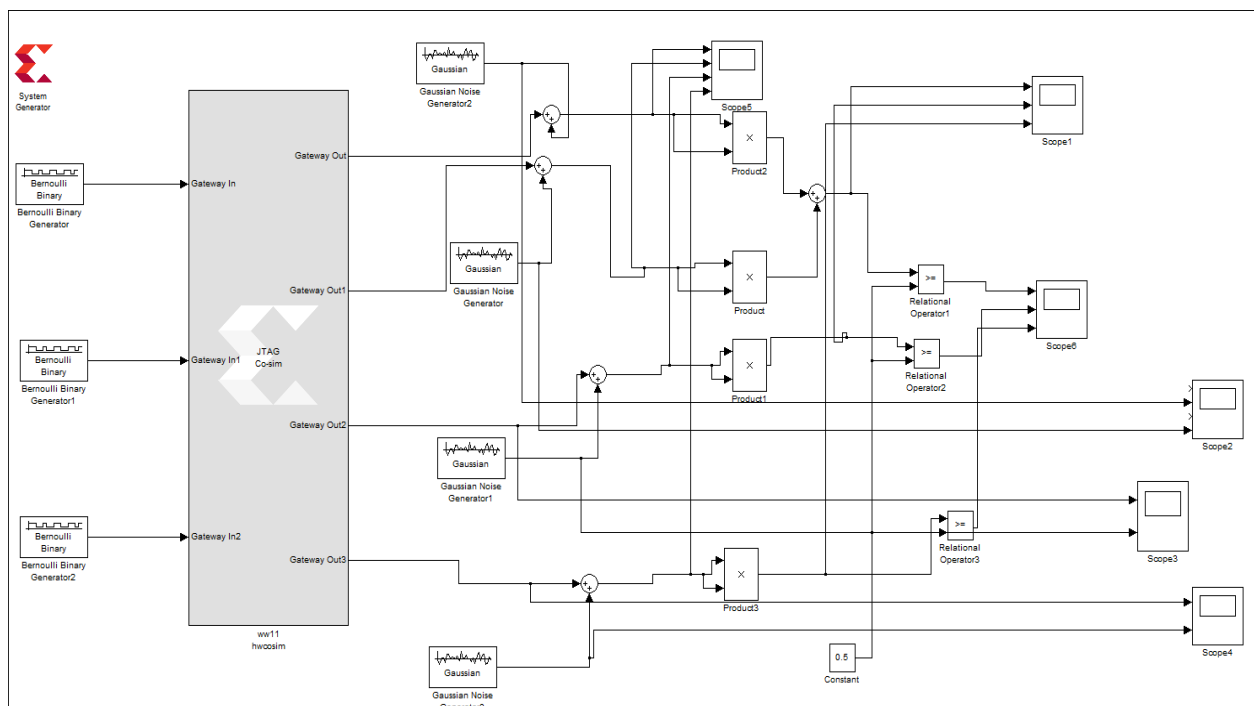 System
Generator
Bernoulli
Binary
Bernoulli Binary
Generator
Bernoulli
Binary
Bernoulli Binary
Generator1
Bernoulli
Binary
Bernoulli Binary
Generator2
Gateway In
Gateway In1
Gateway In2
JTAG
Co-sim
Gateway Out
Gateway Out1
Gateway Out2
Gateway Out3
ww11
hwcosim
Gaussian
Gaussian Noise
Generator2
Gaussian
Gaussian Noise
Generator
Gaussian
Gaussian Noise
Generator1
Gaussian
Gaussian Noise
Scope5
×
Product2
×
Product
×
Product1
×
Product3
Scope1
>=
Relational
Operator1
>=
Relational
Operator2
>=
Relational
Operator3
Scope6
Scope2
Scope3
Scope4
0.5
Constant